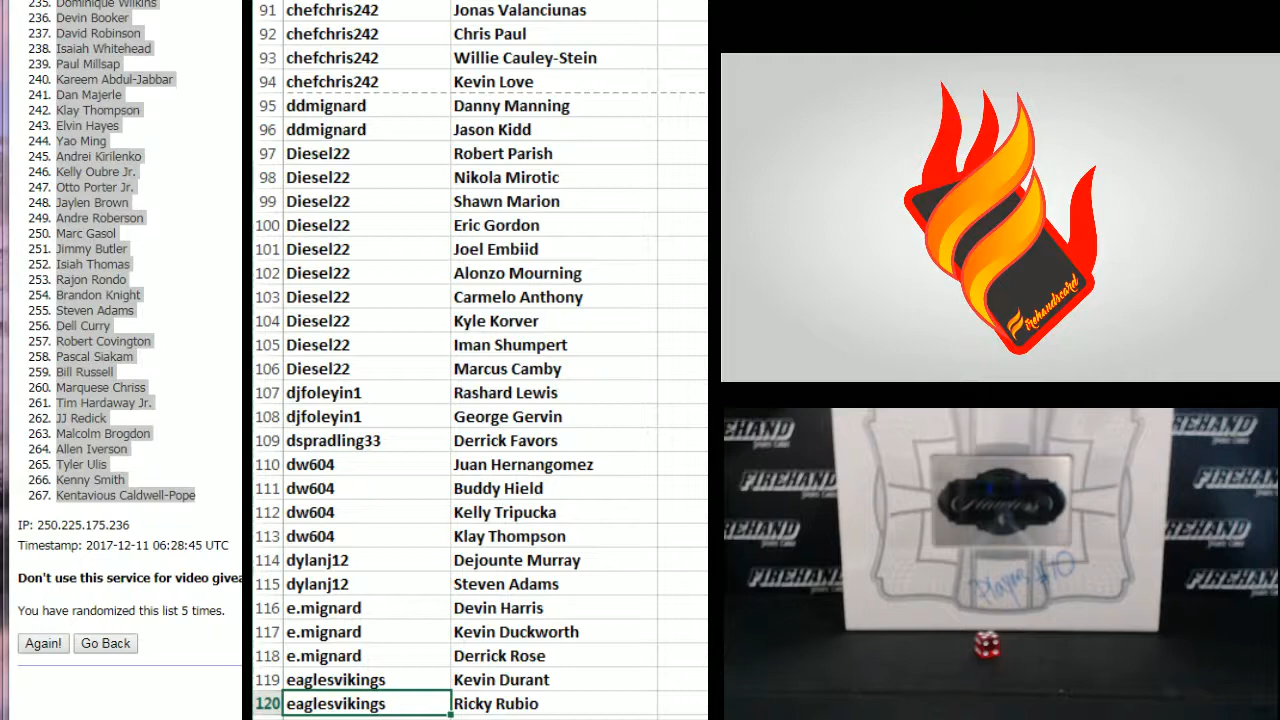 235. Dominique Wilkins
236. Devin Booker
237. David Robinson
238. Isaiah Whitehead
239. Paul Millsap
240. Kareem Abdul-Jabbar
241. Dan Majerle
242. Klay Thompson
243. Elvin Hayes
244. Yao Ming
245. Andrei Kirilenko
246. Kelly Oubre Jr.
247. Otto Porter Jr.
248. Jaylen Brown
249. Andre Roberson
250. Marc Gasol
251. Jimmy Butler
252. Isiah Thomas
253. Rajon Rondo
254. Brandon Knight
255. Steven Adams
256. Dell Curry
257. Robert Covington
258. Pascal Siakam
259. Bill Russell
260. Marquese Chriss
261. Tim Hardaway Jr.
262. JJ Redick
263. Malcolm Brogdon
264. Allen Iverson
265. Tyler Ulis
266. Kenny Smith
267. Kentavious Caldwell-Pope
IP: 250.225.175.236
Timestamp: 2017-12-11 06:28:45 UTC
Don't use this service for video givea
You have randomized this list 5 times.
Again! Go Back
91 chefchris242 Jonas Valanciunas
92 chefchris242 Chris Paul
93 chefchris242 Willie Cauley-Stein
94 chefchris242 Kevin Love
95 ddmignard Danny Manning
96 ddmignard Jason Kidd
97 Diesel22 Robert Parish
98 Diesel22 Nikola Mirotic
99 Diesel22 Shawn Marion
100 Diesel22 Eric Gordon
101 Diesel22 Joel Embiid
102 Diesel22 Alonzo Mourning
103 Diesel22 Carmelo Anthony
104 Diesel22 Kyle Korver
105 Diesel22 Iman Shumpert
106 Diesel22 Marcus Camby
107 djfoleyin1 Rashard Lewis
108 djfoleyin1 George Gervin
109 dspradling33 Derrick Favors
110 dw604 Juan Hernangomez
111 dw604 Buddy Hield
112 dw604 Kelly Tripucka
113 dw604 Klay Thompson
114 dylanj12 Dejounte Murray
115 dylanj12 Steven Adams
116 e.mignard Devin Harris
117 e.mignard Kevin Duckworth
118 e.mignard Derrick Rose
119 eaglesvikings Kevin Durant
120 eaglesvikings Ricky Rubio
firehandscard
FIREHAND
FIREHAND
FIREHAND
FIREHAND
FIREHAND
Flawless
Player #70